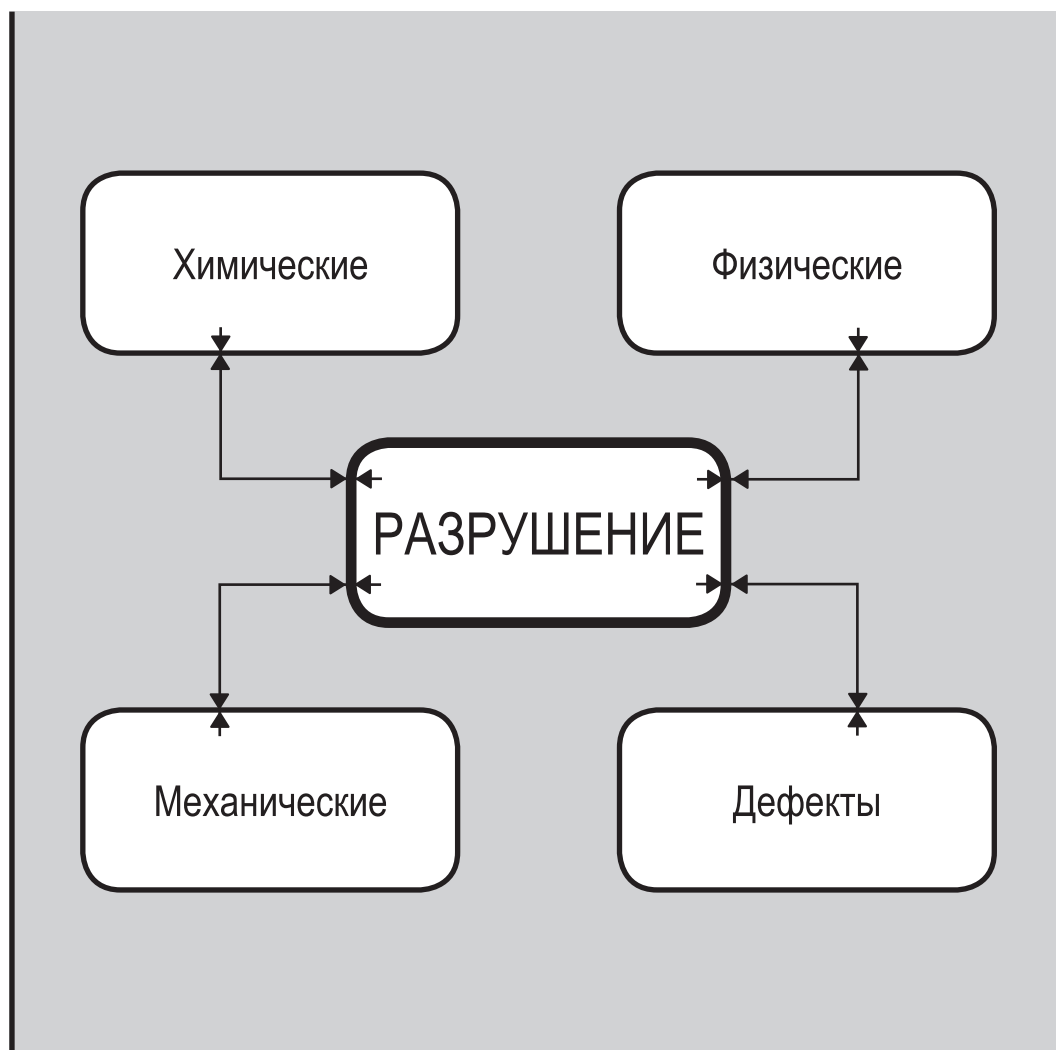 Химические
Физические
РАЗРУШЕНИЕ
Механические
Дефекты